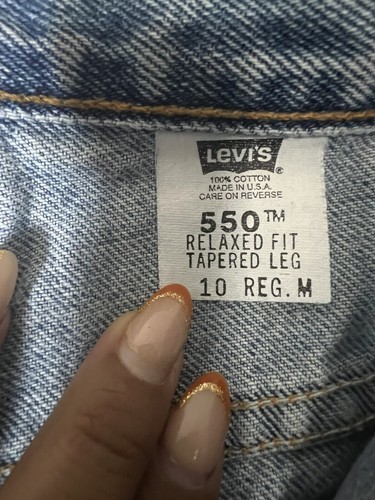 Levi's ®
100% COTTON
MADE IN U.S.A.
CARE ON REVERSE
550™
RELAXED FIT
TAPERED LEG
10 REG. M